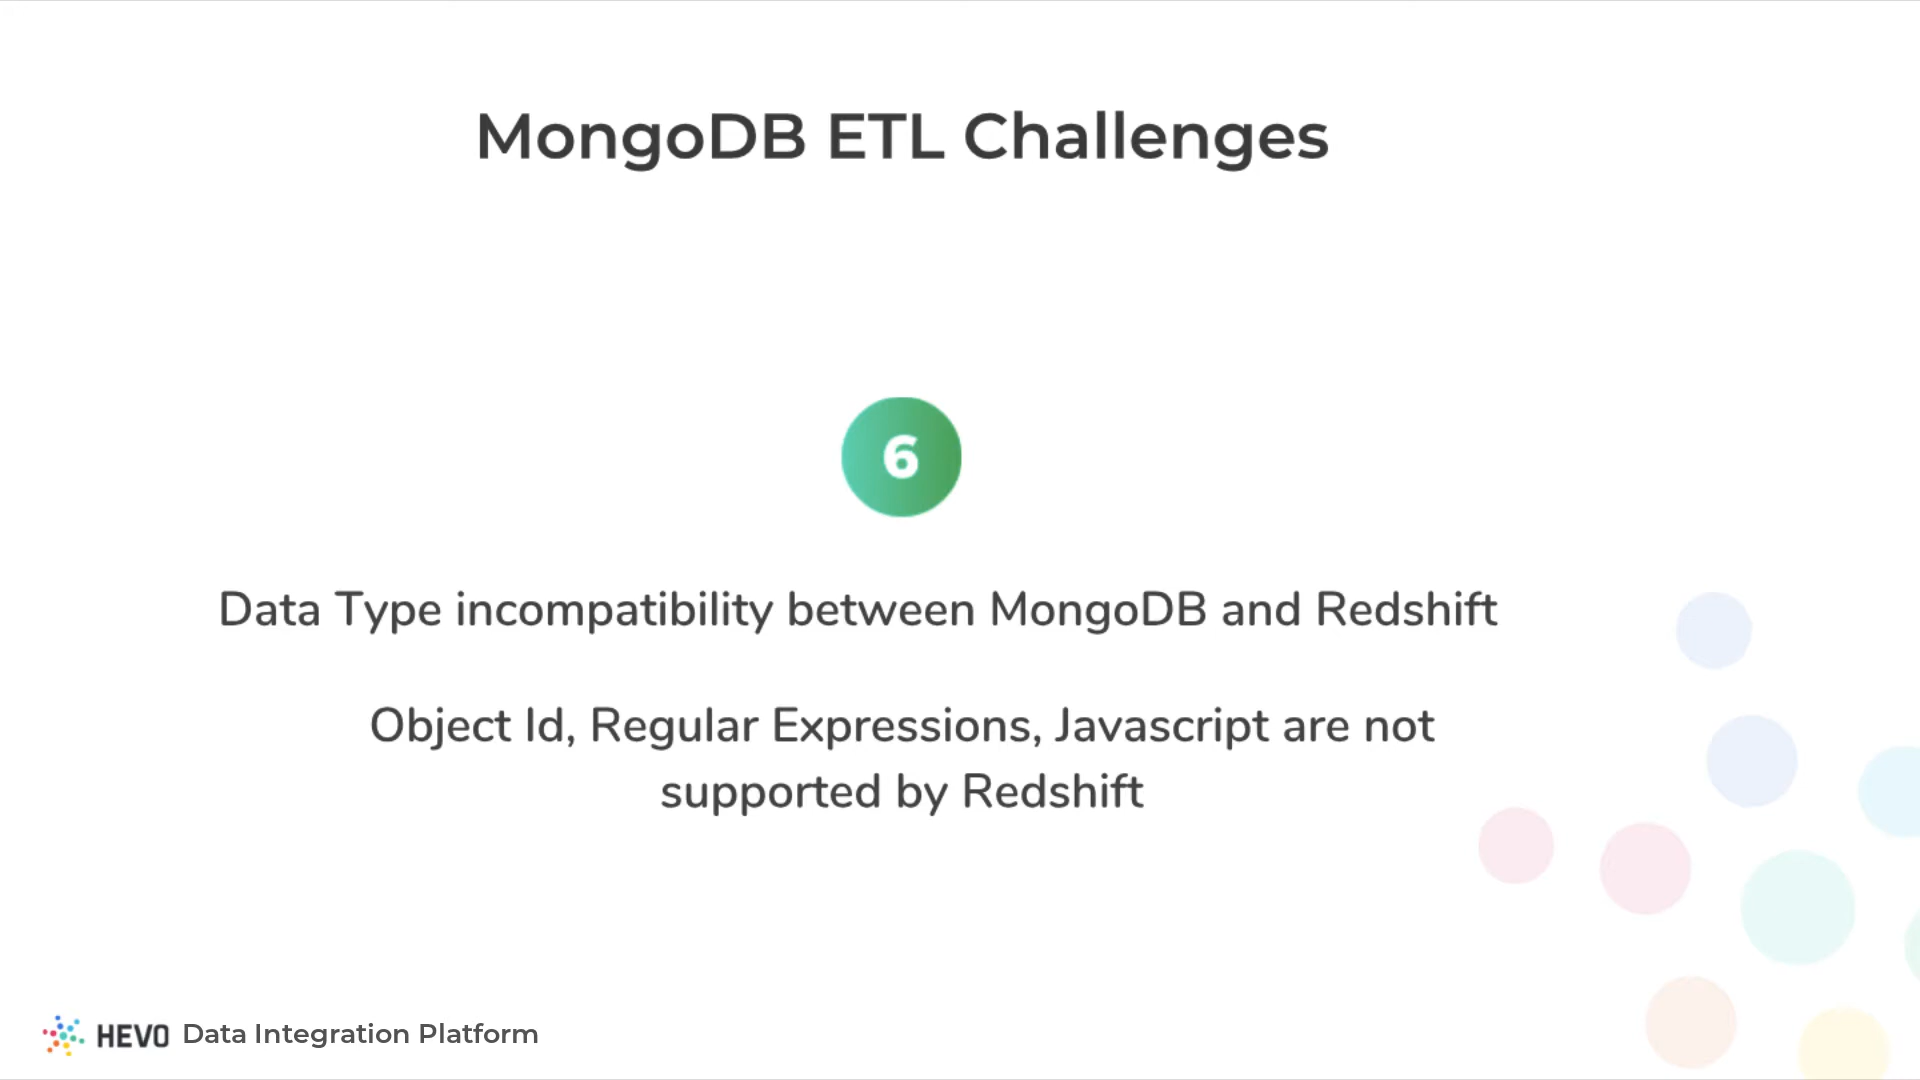 MongoDB ETL Challenges
6
Data Type incompatibility between MongoDB and Redshift
Object Id, Regular Expressions, Javascript are not
supported by Redshift
HEVO Data Integration Platform